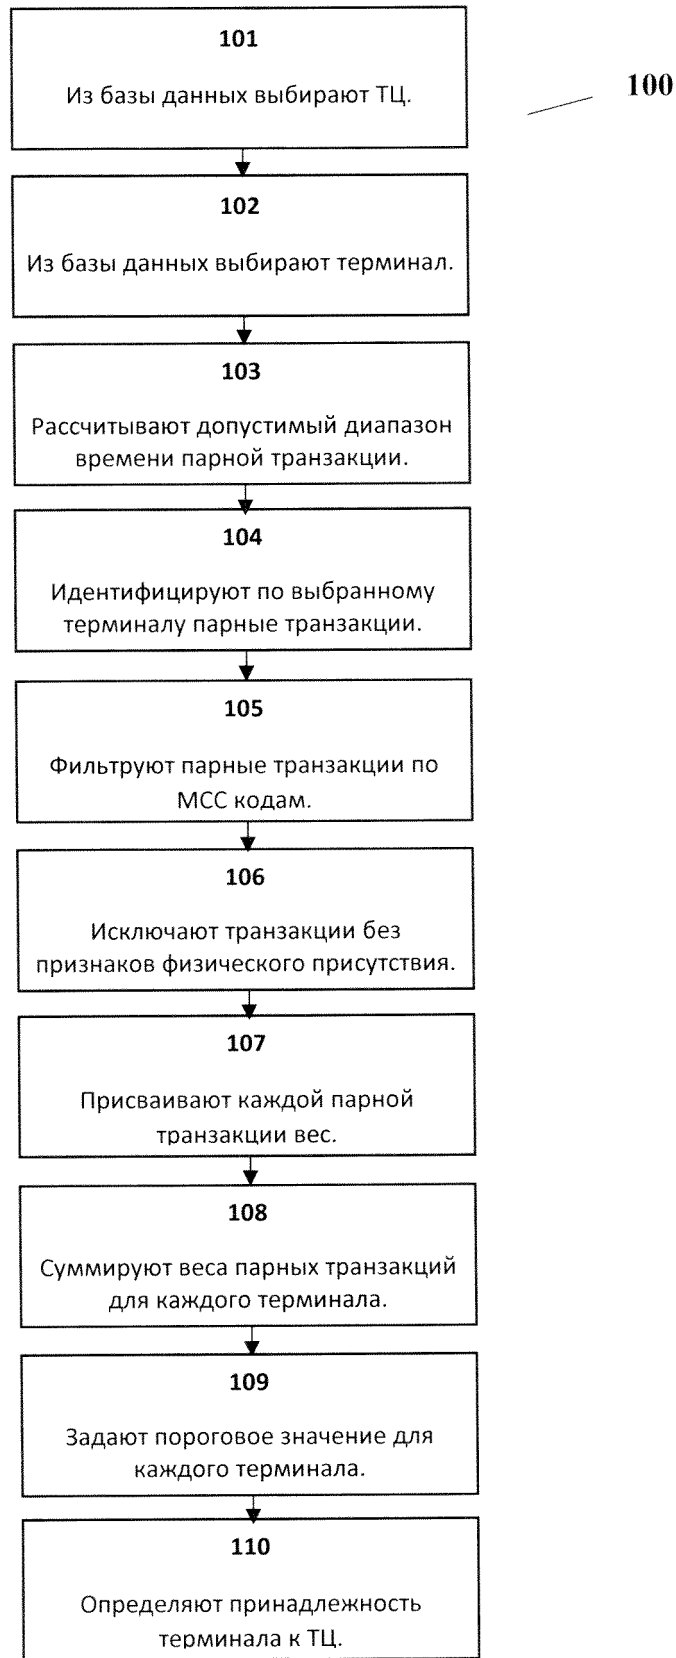 101
Из базы данных выбирают ТЦ.
100
102
Из базы данных выбирают терминал.
103
Рассчитывают допустимый диапазон
времени парной транзакции.
104
Идентифицируют по выбранному
терминалу парные транзакции.
105
Фильтруют парные транзакции по
МСС кодам.
106
Исключают транзакции без
признаков физического присутствия.
107
Присваивают каждой парной
транзакции вес.
108
Суммируют веса парных транзакций
для каждого терминала.
109
Задают пороговое значение для
каждого терминала.
110
Определяют принадлежность
терминала к ТЦ.